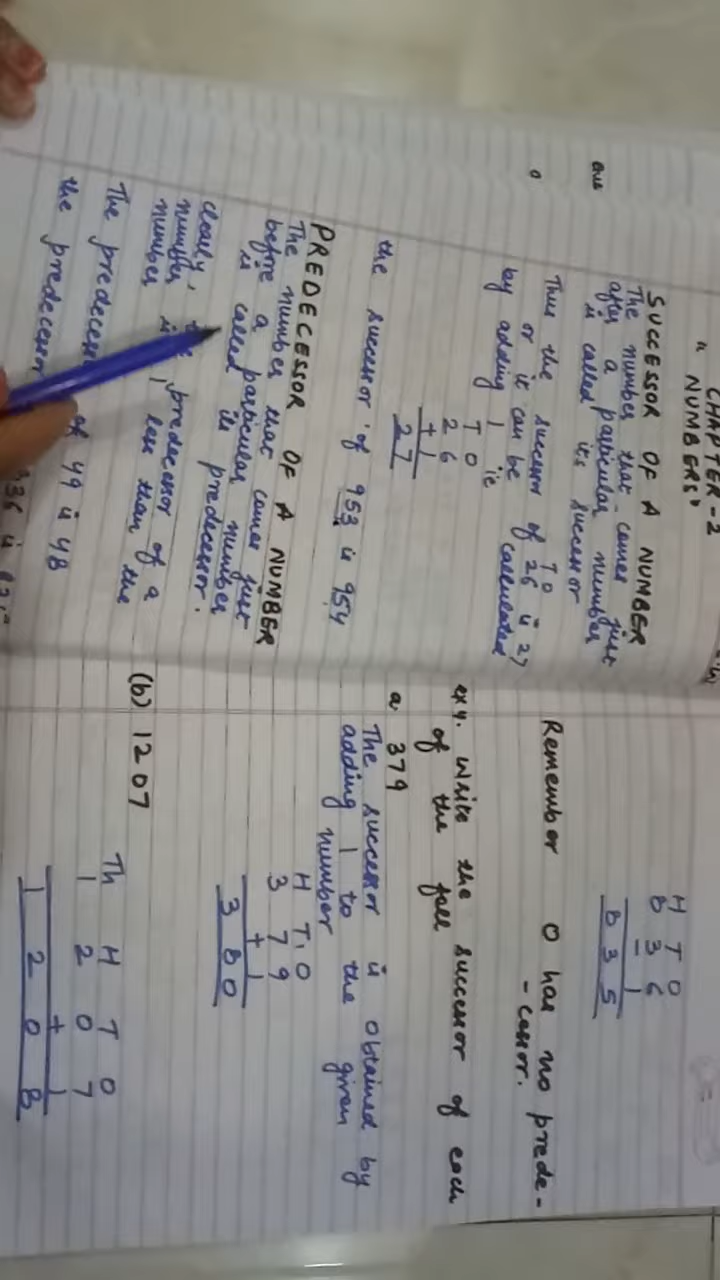 CHAPTER-2
"NUMBERS"
SUCCESSOR OF A NUMBER
The number that comes just
after a particular number
is called its successor
Thus the successor of 26 is 27
T O
or it can be calculated
by adding 1 ie
T O
2 6
+1
2 7
the successor of 953 is 954
PREDECESSOR OF A NUMBER
The number that comes just
before a particular number
is called its predecessor.
Clearly, predecessor of a
number is 1 less than the
number
The of 49 is 48
the predecessor 836 is
H T O
8 3 6
- 1
8 3 5
Remember 0 has no prede-
-cessor.
ex 4. Write the successor of each
of the foll
a 379
The successor is obtained by
adding 1 to the given
number
H T O
3 7 9
+ 1
3 8 0
(b) 1207
Th H T O
1 2 0 7
+ 1
1 2 0 8